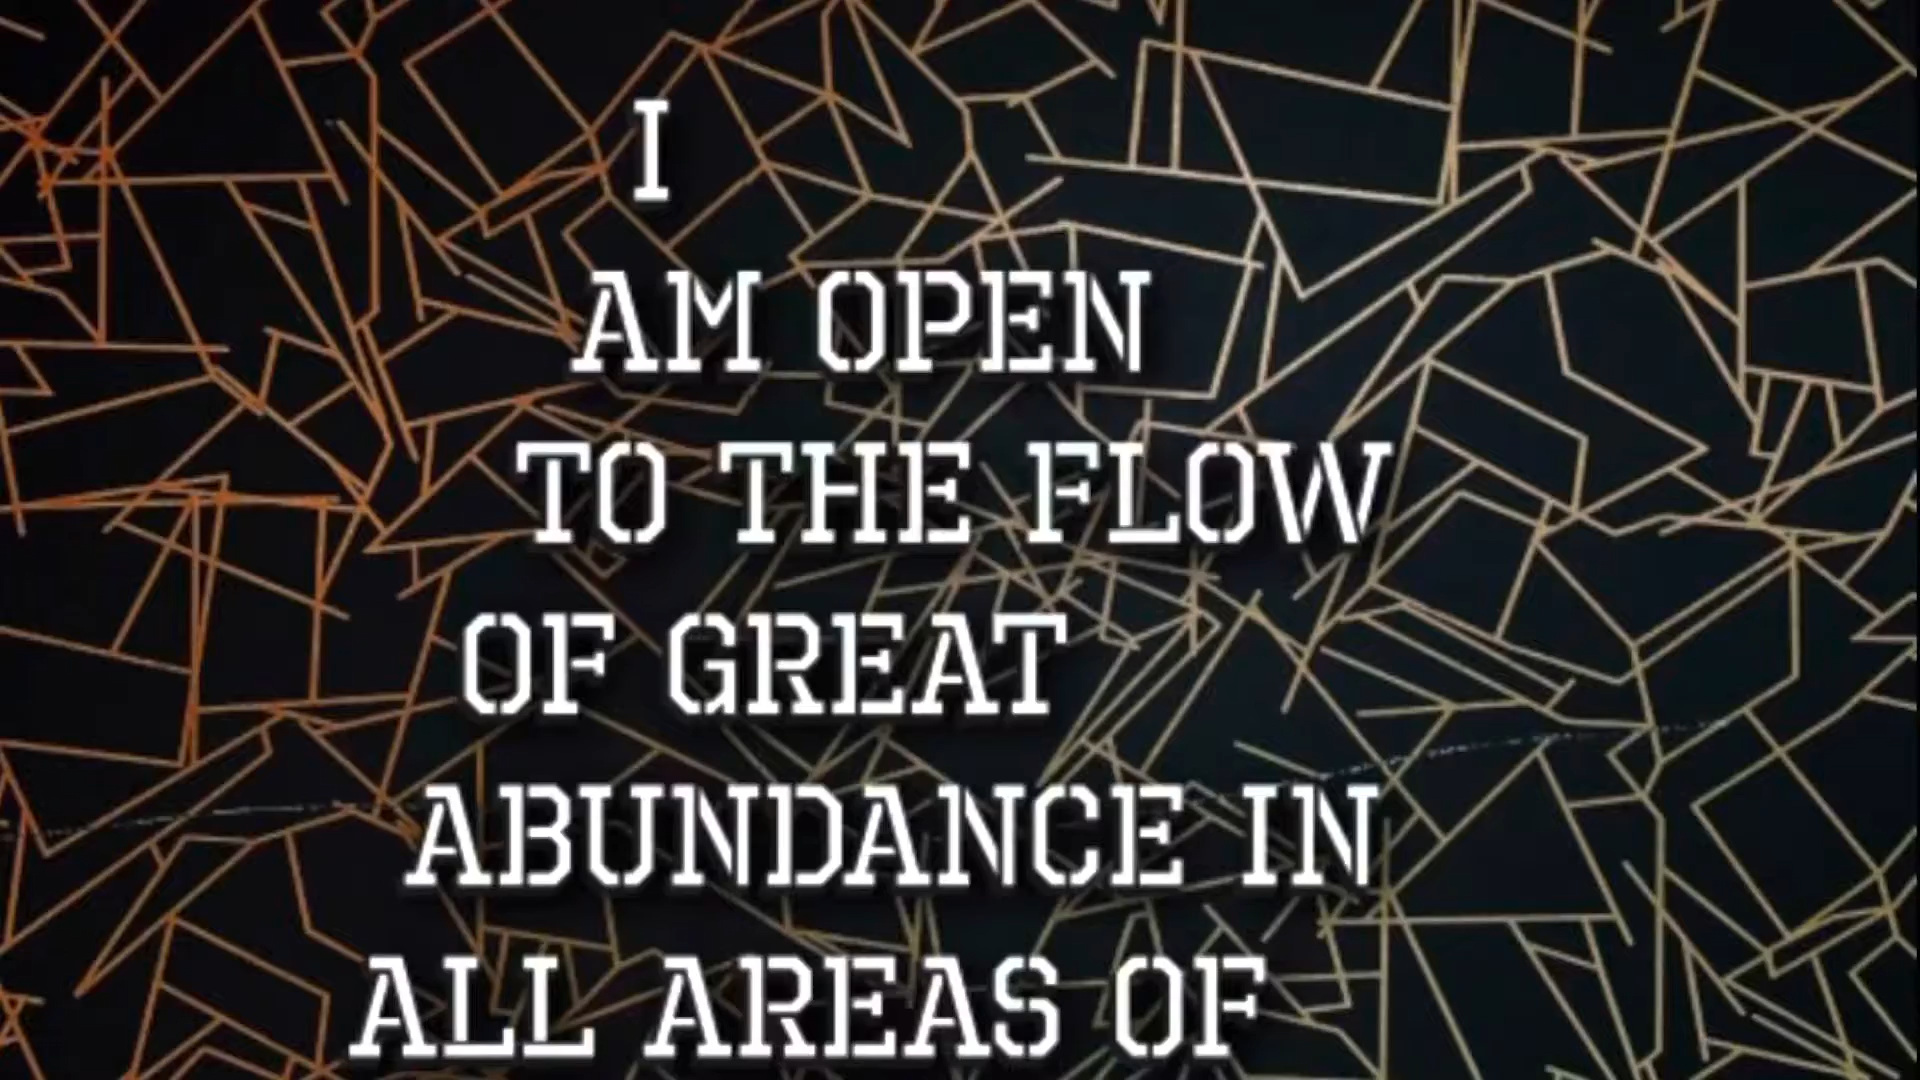 I
AM OPEN
TO THE FLOW
OF GREAT
ABUNDANCE IN
ALL AREAS OF